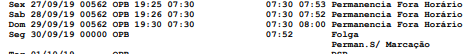 Sex 27/09/19 00562 OPB 19:25 07:30 07:30 07:53 Permanencia Fora Horário
Sab 28/09/19 00562 OPB 19:26 07:30 07:30 07:52 Permanencia Fora Horário
Dom 29/09/19 00562 OPB 19:30 07:30 07:30 08:00 Permanencia Fora Horário
Seg 30/09/19 00000 OPB 07:52 Folga
Perman.S/ Marcação